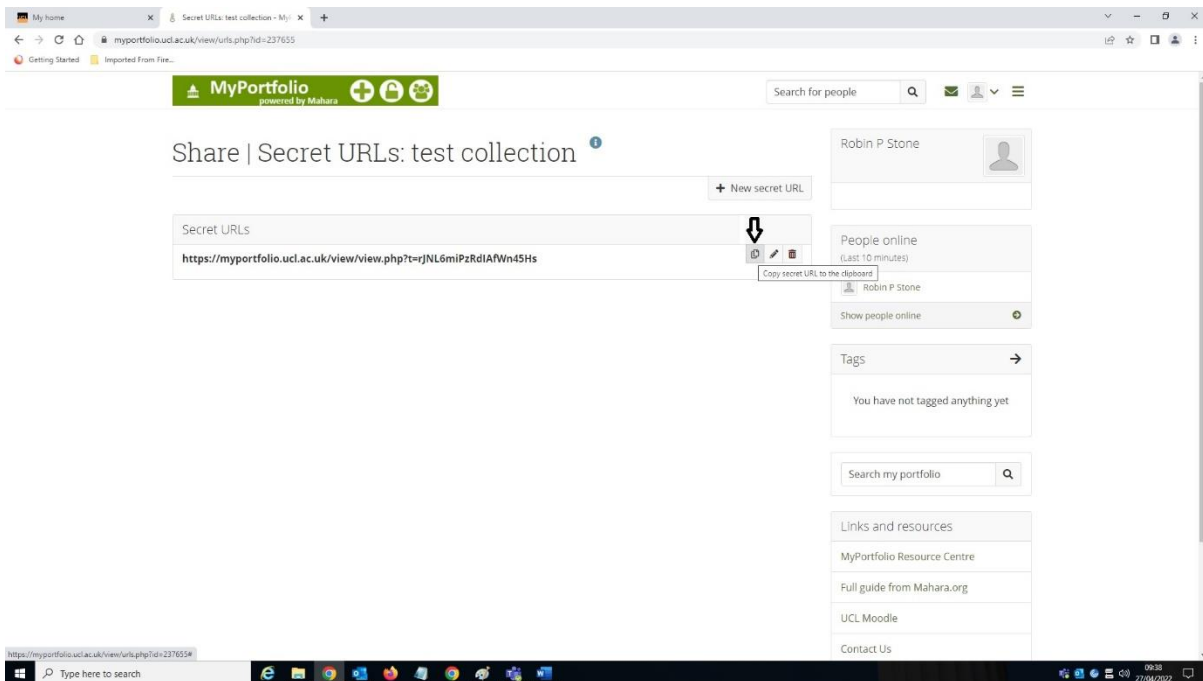 My home
Secret URLs: test collection - My
myportfolio.ucl.ac.uk/view/urls.php?id=237655
Getting Started
Imported From Fire...
MyPortfolio
powered by Mahara
Search for people
Share | Secret URLs: test collection
+ New secret URL
Secret URLs
https://myportfolio.ucl.ac.uk/view/view.php?t=rJNL6miPzRdIAfWn45Hs
Copy secret URL to the clipboard
Robin P Stone
People online
(Last 10 minutes)
Robin P Stone
Show people online
Tags
You have not tagged anything yet
Search my portfolio
Links and resources
MyPortfolio Resource Centre
Full guide from Mahara.org
UCL Moodle
Contact Us
https://myportfolio.ucl.ac.uk/view/urls.php?id=237655#
Type here to search
09:38
27/04/2022